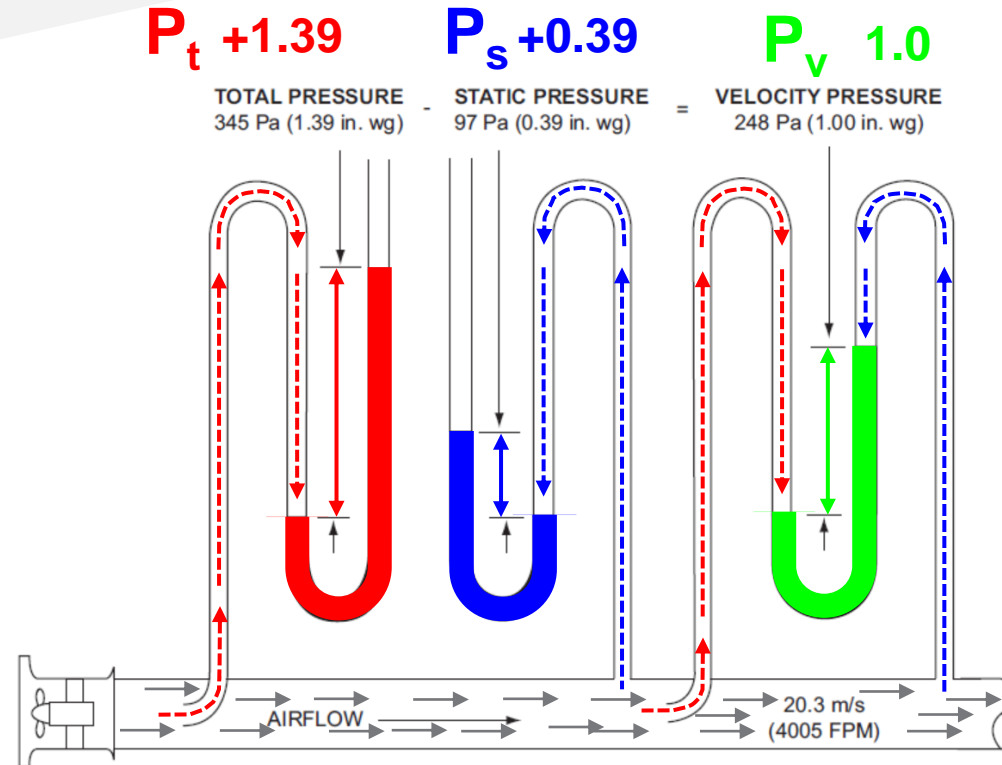 Pt +1.39
Ps +0.39
Pv 1.0
TOTAL PRESSURE - STATIC PRESSURE = VELOCITY PRESSURE
345 Pa (1.39 in. wg) 97 Pa (0.39 in. wg) 248 Pa (1.00 in. wg)
AIRFLOW
20.3 m/s
(4005 FPM)